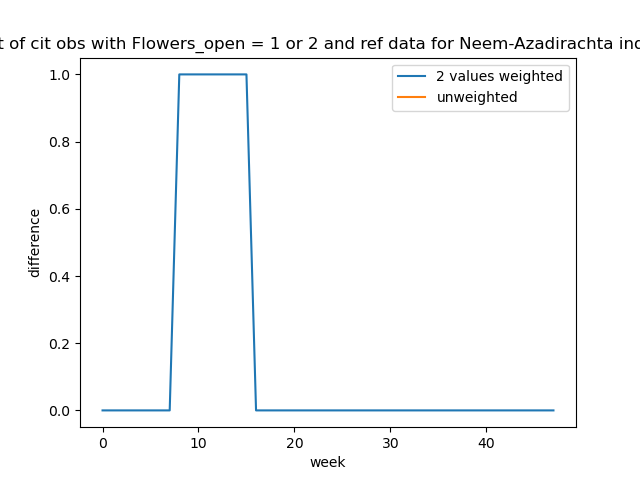 of cit obs with Flowers_open = 1 or 2 and ref data for Neem-Azadirachta
2 values weighted
unweighted
1.0
0.8
0.6
0.4
0.2
0.0
difference
0 10 20 30 40
week